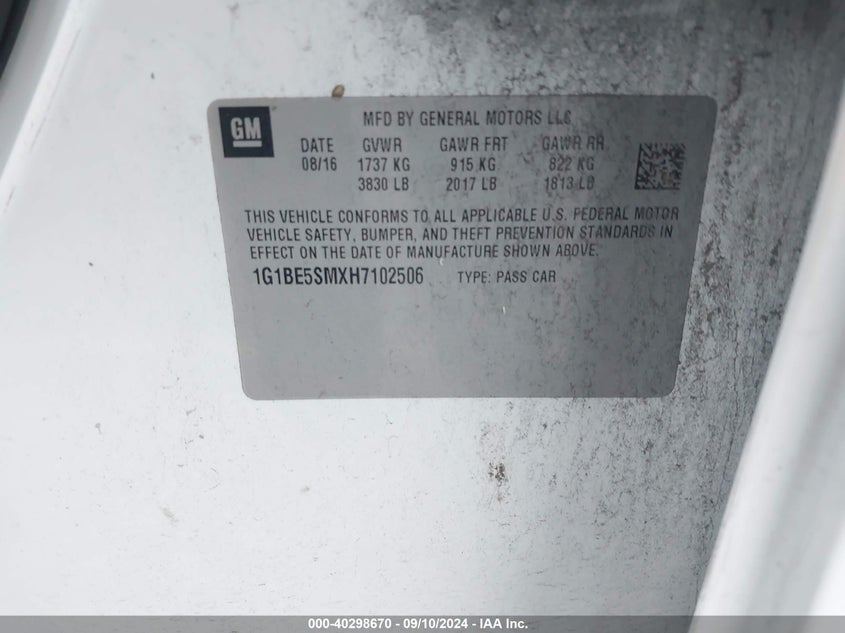 GM
MFD BY GENERAL MOTORS LLC
DATE GVWR GAWR FRT GAWR RR
08/16 1737 KG 915 KG 822 KG
3830 LB 2017 LB 1813 LB
THIS VEHICLE CONFORMS TO ALL APPLICABLE U.S. FEDERAL MOTOR
VEHICLE SAFETY, BUMPER, AND THEFT PREVENTION STANDARDS IN
EFFECT ON THE DATE OF MANUFACTURE SHOWN ABOVE.
1G1BE5SMXH7102506 TYPE: PASS CAR
000-40298670 - 09/10/2024 - IAA Inc.